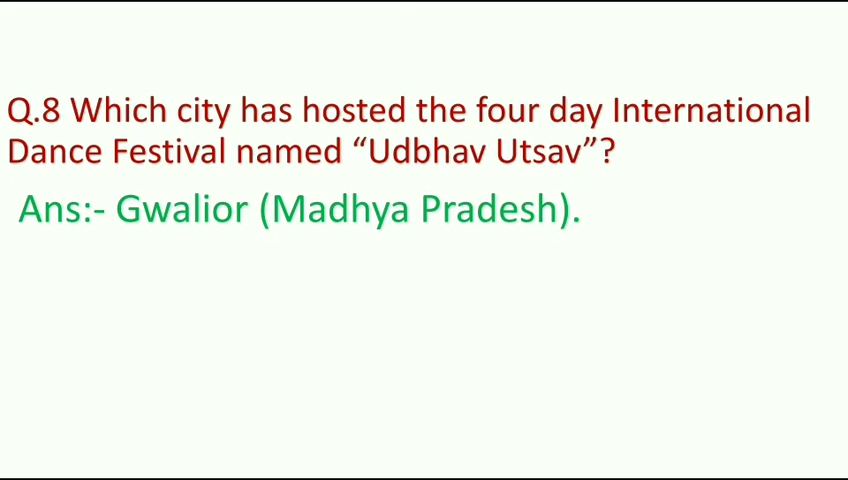 Q.8 Which city has hosted the four day International
Dance Festival named “Udbhav Utsav”?
Ans:- Gwalior (Madhya Pradesh).